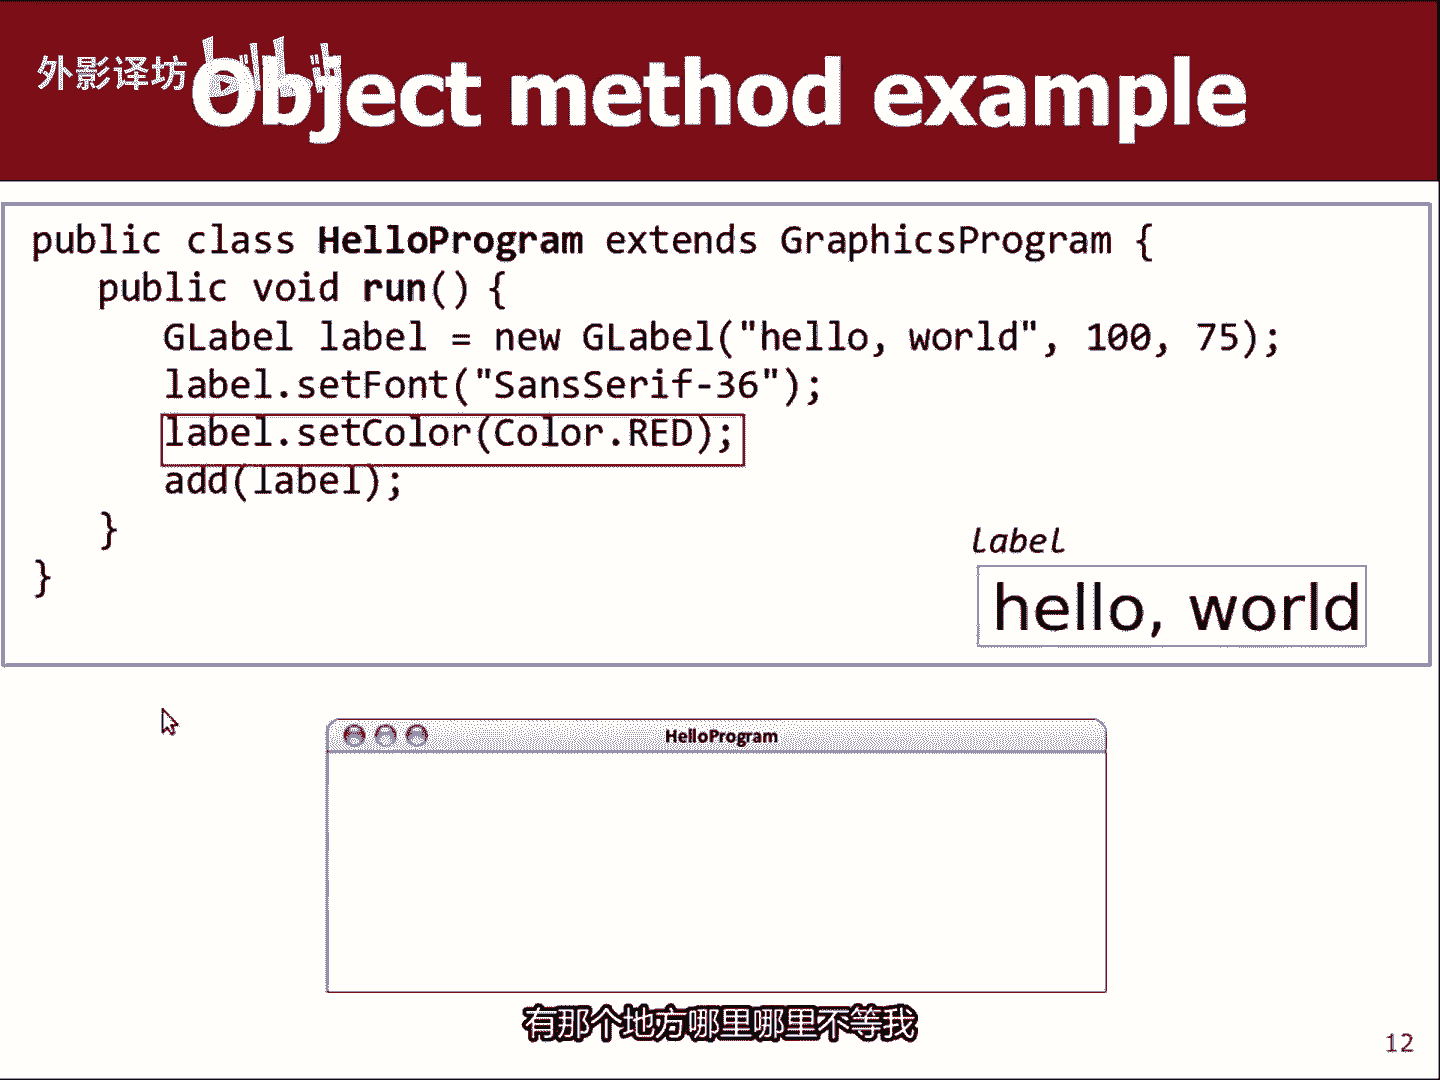 外影译坊 bilibili
Object method example
public class HelloProgram extends GraphicsProgram {
public void run() {
GLabel label = new GLabel("hello, world", 100, 75);
label.setFont("SansSerif-36");
label.setColor(Color.RED);
add(label);
}
}
label
hello, world
HelloProgram
有那个地方哪里哪里不等我
12